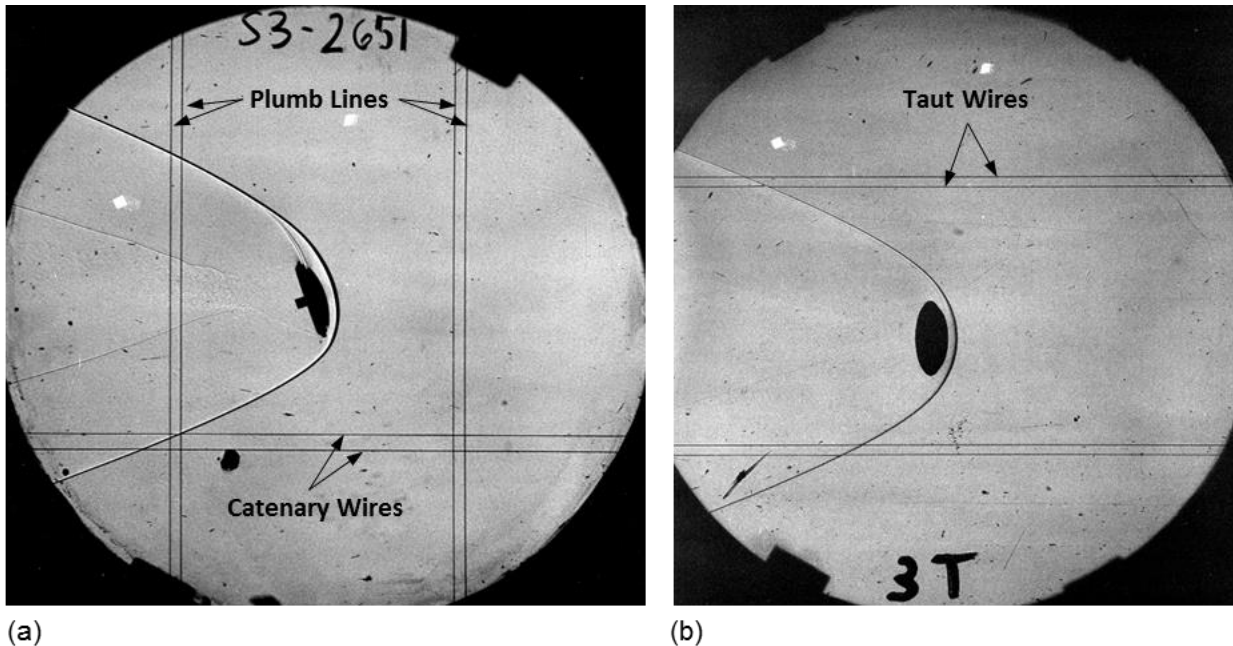 S3-2651
Plumb Lines
Catenary Wires
(a)
Taut Wires
3T
(b)